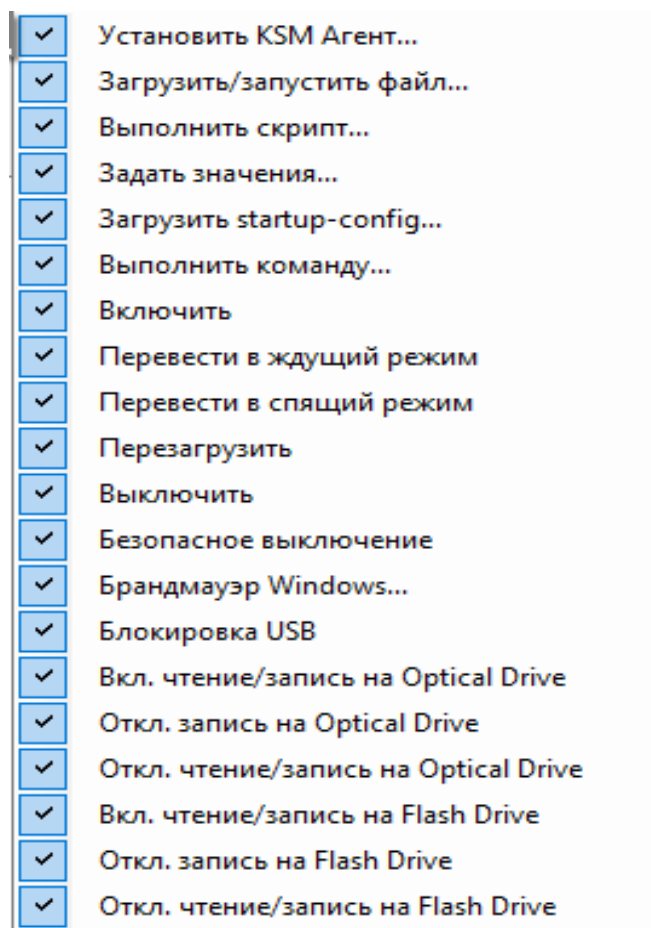 Установить KSM Агент...
Загрузить/запустить файл...
Выполнить скрипт...
Задать значения...
Загрузить startup-config...
Выполнить команду...
Включить
Перевести в ждущий режим
Перевести в спящий режим
Перезагрузить
Выключить
Безопасное выключение
Брандмауэр Windows...
Блокировка USB
Вкл. чтение/запись на Optical Drive
Откл. запись на Optical Drive
Откл. чтение/запись на Optical Drive
Вкл. чтение/запись на Flash Drive
Откл. запись на Flash Drive
Откл. чтение/запись на Flash Drive